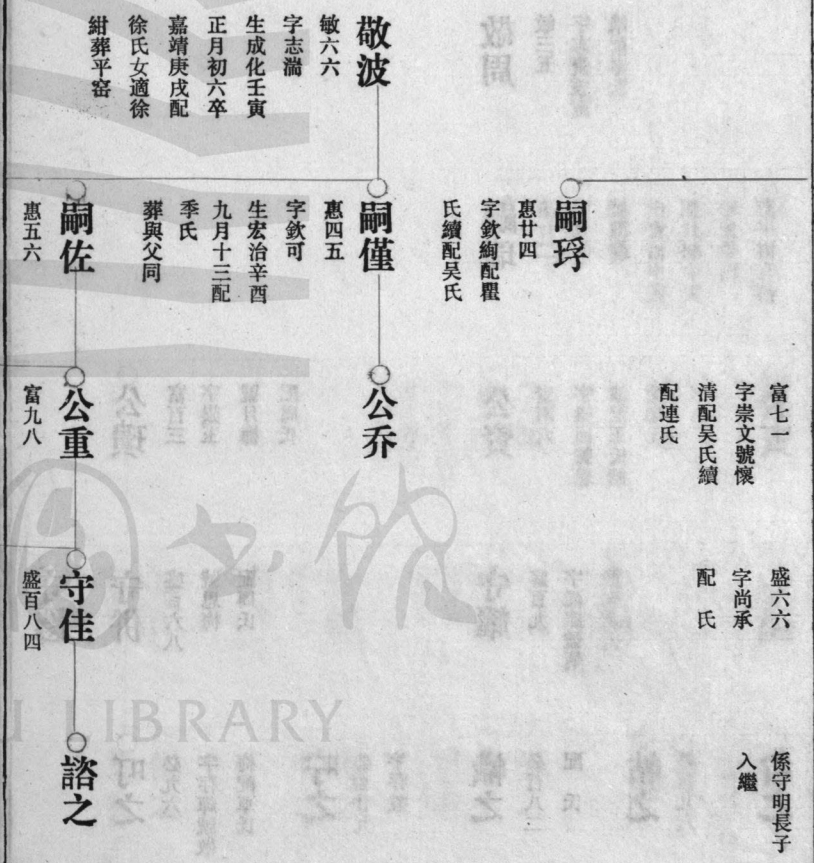 敬波
敏六六
字志湍
生成化壬寅
正月初六卒
嘉靖庚戌配
徐氏女適徐
紺葬平窑
嗣琈
惠廿四
字欽絢配瞿
氏續配吴氏
嗣僅
惠四五
字欽可
生宏治辛酉
九月十三配
季氏
葬與父同
嗣佐
惠五六
富七一
字崇文號懷
清配吴氏續
配連氏
公乔
公重
富九八
盛六六
字尚承
配 氏
守佳
盛百八四
係守明長子
入繼
諮之
LIBRARY